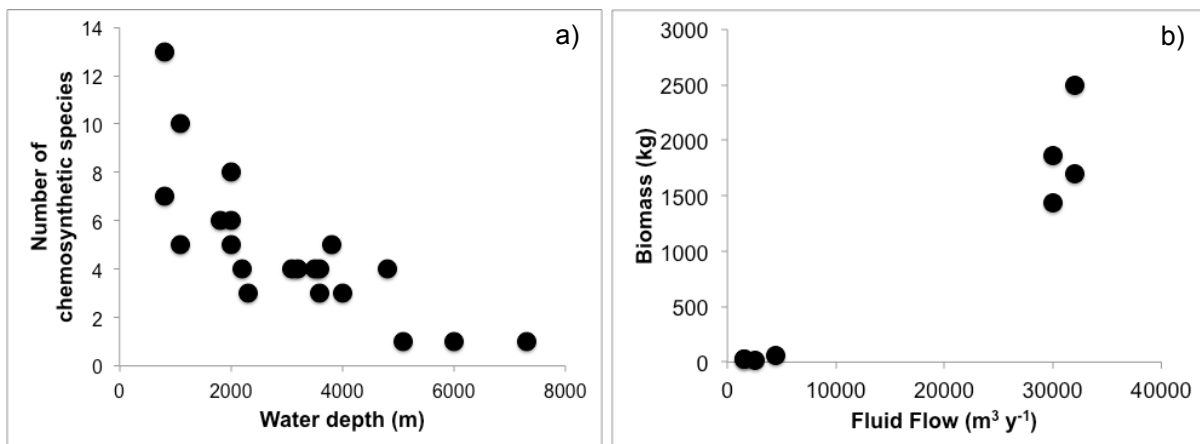 a)
14
12
10
8
6
4
2
0
Number of
chemosynthetic species
0 2000 4000 6000 8000
Water depth (m)
b)
3000
2500
2000
1500
1000
500
0
Biomass (kg)
0 10000 20000 30000 40000
Fluid Flow (m³ y⁻¹)